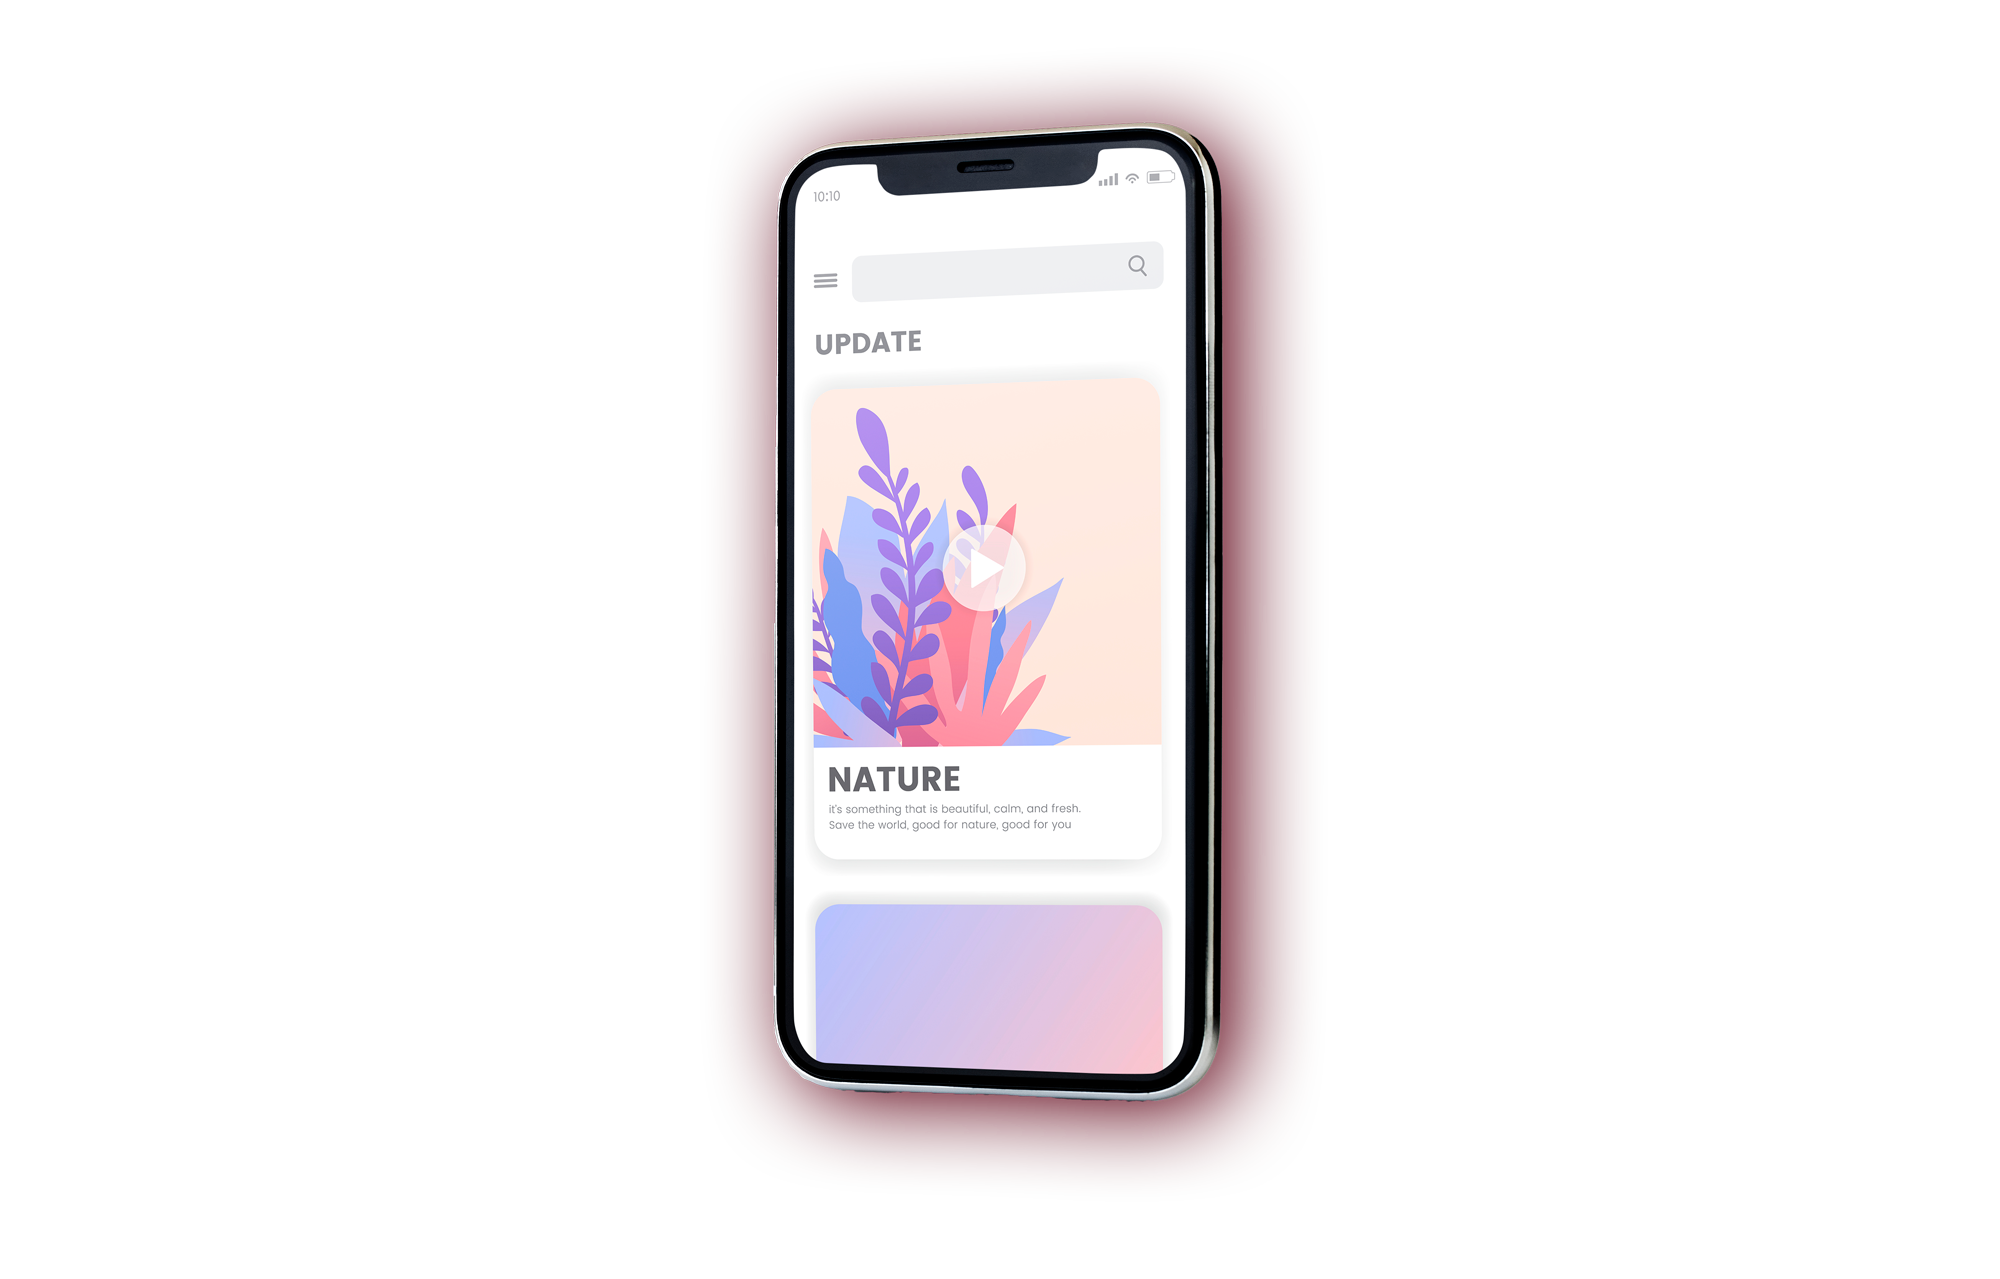 10:10
UPDATE
NATURE
it's something that is beautiful, calm, and fresh.
Save the world, good for nature, good for you